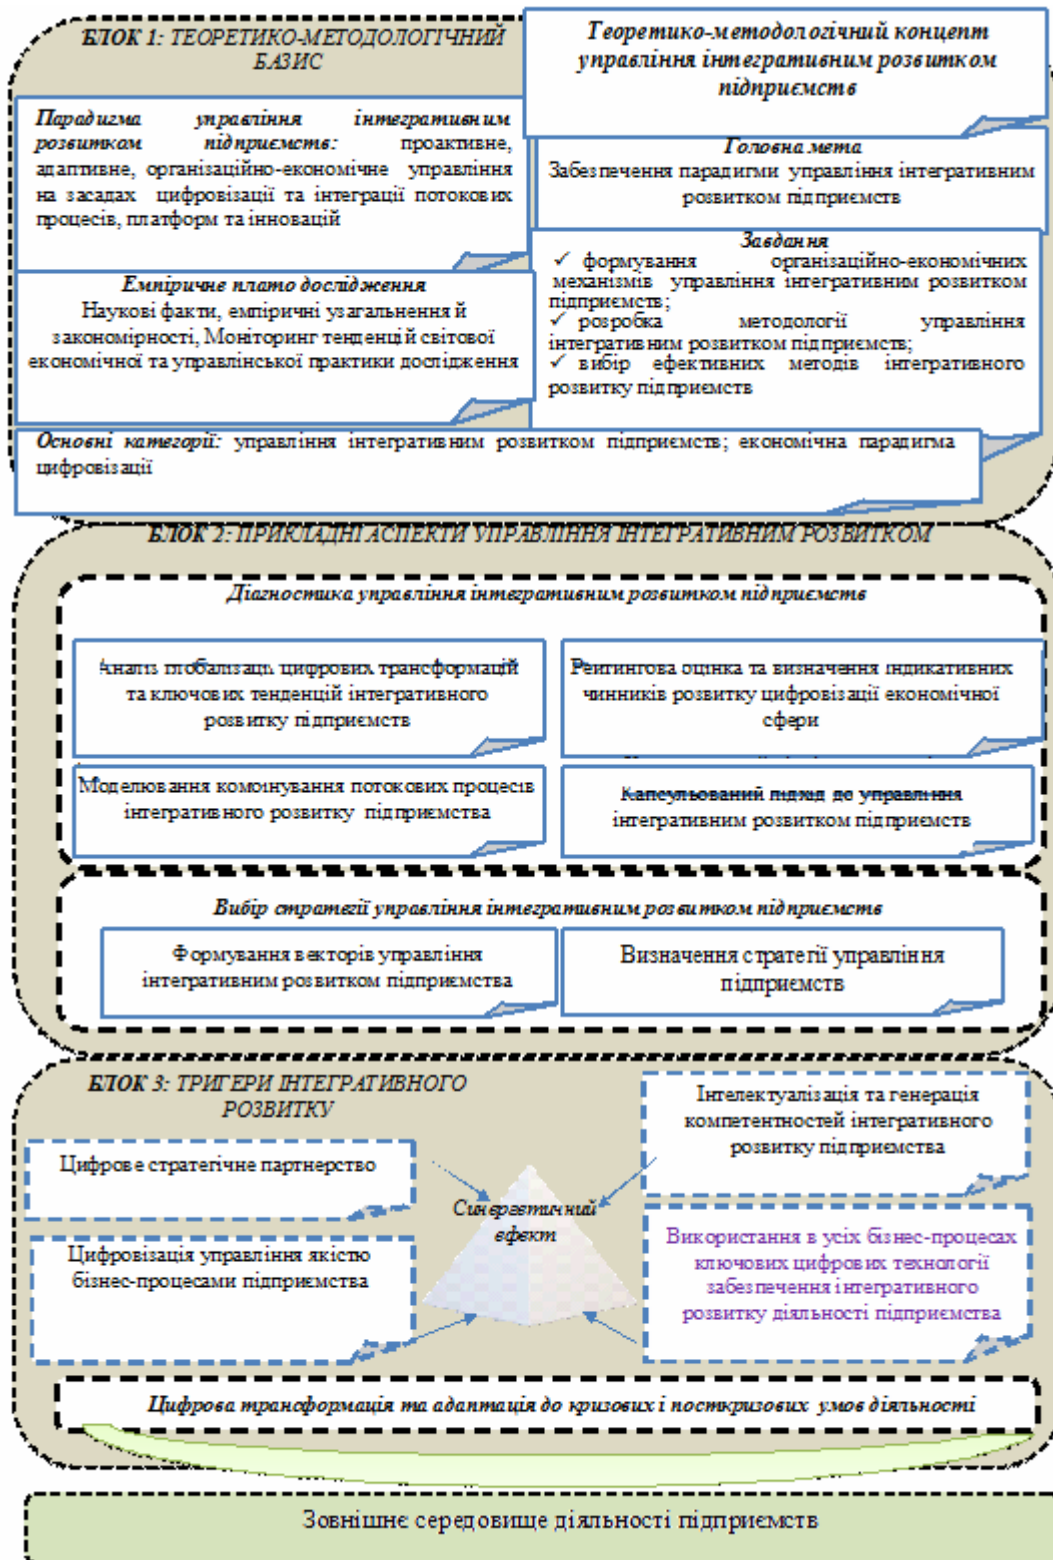 БЛОК 1: ТЕОРЕТИКО-МЕТОДОЛОГІЧНИЙ
БАЗИС
Теоретико-методологічний концепт
управління інтегративним розвитком
підприємств
Парадигма управління інтегративним
розвитком підприємств: проактивне,
адаптивне, організаційно-економічне управління
на засадах цифровізації та інтеграції потокових
процесів, платформ та інновацій
Головна мета
Забезпечення парадигми управління інтегративним
розвитком підприємств
Завдання
✓ формування організаційно-економічних
механізмів управління інтегративним розвитком
підприємств;
✓ розробка методології управління
інтегративним розвитком підприємств;
✓ вибір ефективних методів інтегративного
розвитку підприємств
Емпіричне плато дослідження
Наукові факти, емпіричні узагальнення й
закономірності, Моніторинг тенденцій світової
економічної та управлінської практики дослідження
Основні категорії: управління інтегративним розвитком підприємств; економічна парадигма
цифровізації
БЛОК 2: ПРИКЛАДНІ АСПЕКТИ УПРАВЛІННЯ ІНТЕГРАТИВНИМ РОЗВИТКОМ
Діагностика управління інтегративним розвитком підприємств
Аналіз глобалізації цифрових трансформацій
та ключових тенденцій інтегративного
розвитку підприємств
Рейтингова оцінка та визначення індикативних
чинників розвитку цифровізації економічної
сфери
Моделювання комбінування потокових процесів
інтегративного розвитку підприємства
Капсульований підхід до управління
інтегративним розвитком підприємств
Вибір стратегії управління інтегративним розвитком підприємств
Формування векторів управління
інтегративним розвитком підприємства
Визначення стратегії управління
підприємств
БЛОК 3: ТРИГЕРИ ІНТЕГРАТИВНОГО
РОЗВИТКУ
Інтелектуалізація та генерація
компетентностей інтегративного
розвитку підприємства
Цифрове стратегічне партнерство
Синергетичний
ефект
Цифровізація управління якістю
бізнес-процесами підприємства
Використання в усіх бізнес-процесах
ключових цифрових технології
забезпечення інтегративного
розвитку діяльності підприємства
Цифрова трансформація та адаптація до кризових і посткризових умов діяльності
Зовнішнє середовище діяльності підприємств